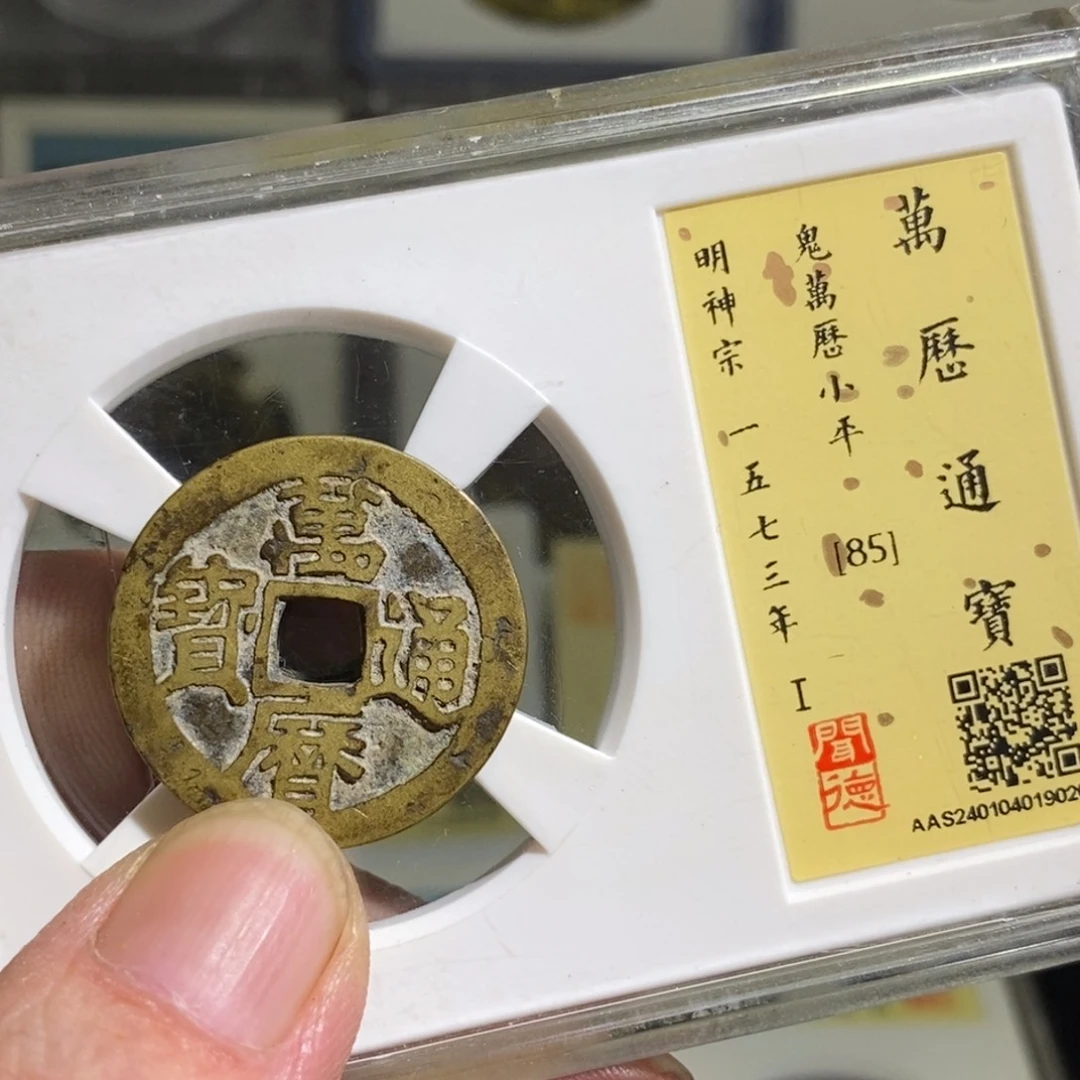 萬曆通寶
萬曆通寶
鬼萬曆小平 [85]
明神宗 一五七三年 I
聞德
AAS24010401902